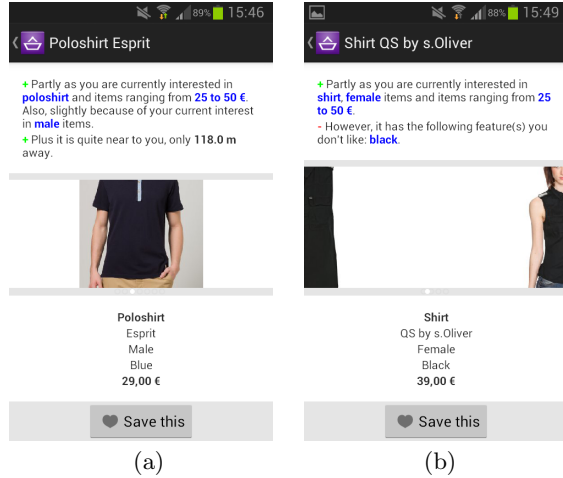 89% 15:46
Poloshirt Esprit
+ Partly as you are currently interested in
poloshirt and items ranging from 25 to 50 €.
Also, slightly because of your current interest
in male items.
+ Plus it is quite near to you, only 118.0 m
away.
Poloshirt
Esprit
Male
Blue
29,00 €
Save this
(a)
88% 15:49
Shirt QS by s.Oliver
+ Partly as you are currently interested in
shirt, female items and items ranging from 25
to 50 €.
- However, it has the following feature(s) you
don't like: black.
Shirt
QS by s.Oliver
Female
Black
39,00 €
Save this
(b)